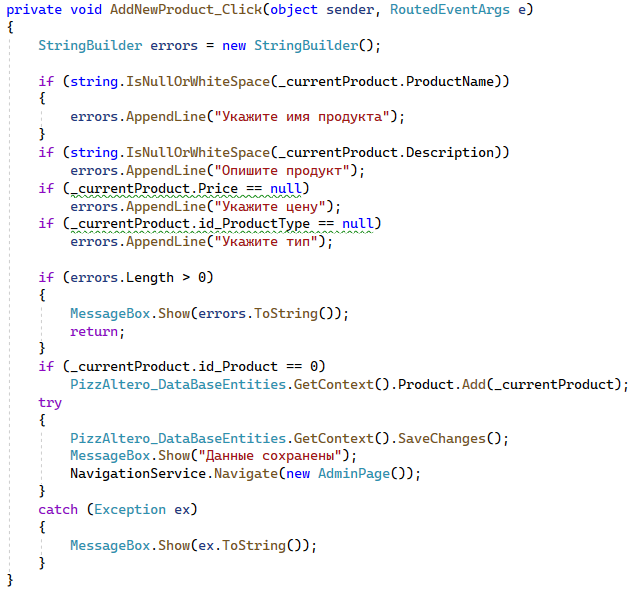 private void AddNewProduct_Click(object sender, RoutedEventArgs e)
{
    StringBuilder errors = new StringBuilder();

    if (string.IsNullOrWhiteSpace(_currentProduct.ProductName))
    {
        errors.AppendLine("Укажите имя продукта");
    }
    if (string.IsNullOrWhiteSpace(_currentProduct.Description))
        errors.AppendLine("Опишите продукт");
    if (_currentProduct.Price == null)
        errors.AppendLine("Укажите цену");
    if (_currentProduct.id_ProductType == null)
        errors.AppendLine("Укажите тип");

    if (errors.Length > 0)
    {
        MessageBox.Show(errors.ToString());
        return;
    }
    if (_currentProduct.id_Product == 0)
        PizzAltero_DataBaseEntities.GetContext().Product.Add(_currentProduct);
    try
    {
        PizzAltero_DataBaseEntities.GetContext().SaveChanges();
        MessageBox.Show("Данные сохранены");
        NavigationService.Navigate(new AdminPage());
    }
    catch (Exception ex)
    {
        MessageBox.Show(ex.ToString());
    }
}